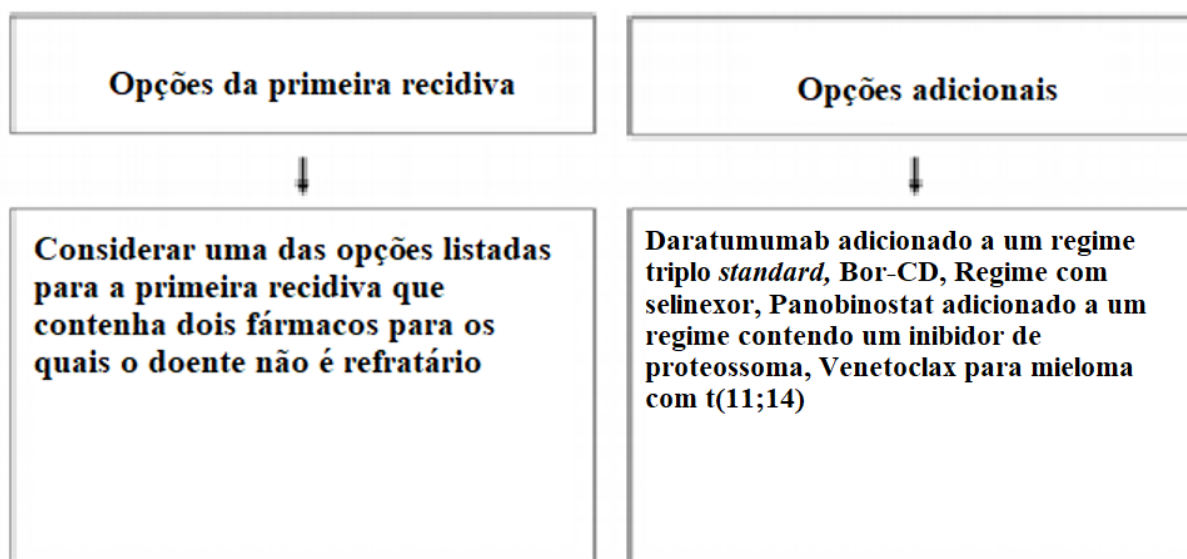 Opções da primeira recidiva
Considerar uma das opções listadas
para a primeira recidiva que
contenha dois fármacos para os
quais o doente não é refratário
Opções adicionais
Daratumumab adicionado a um regime
triplo standard, Bor-CD, Regime com
selinexor, Panobinostat adicionado a um
regime contendo um inibidor de
proteossoma, Venetoclax para mieloma
com t(11;14)